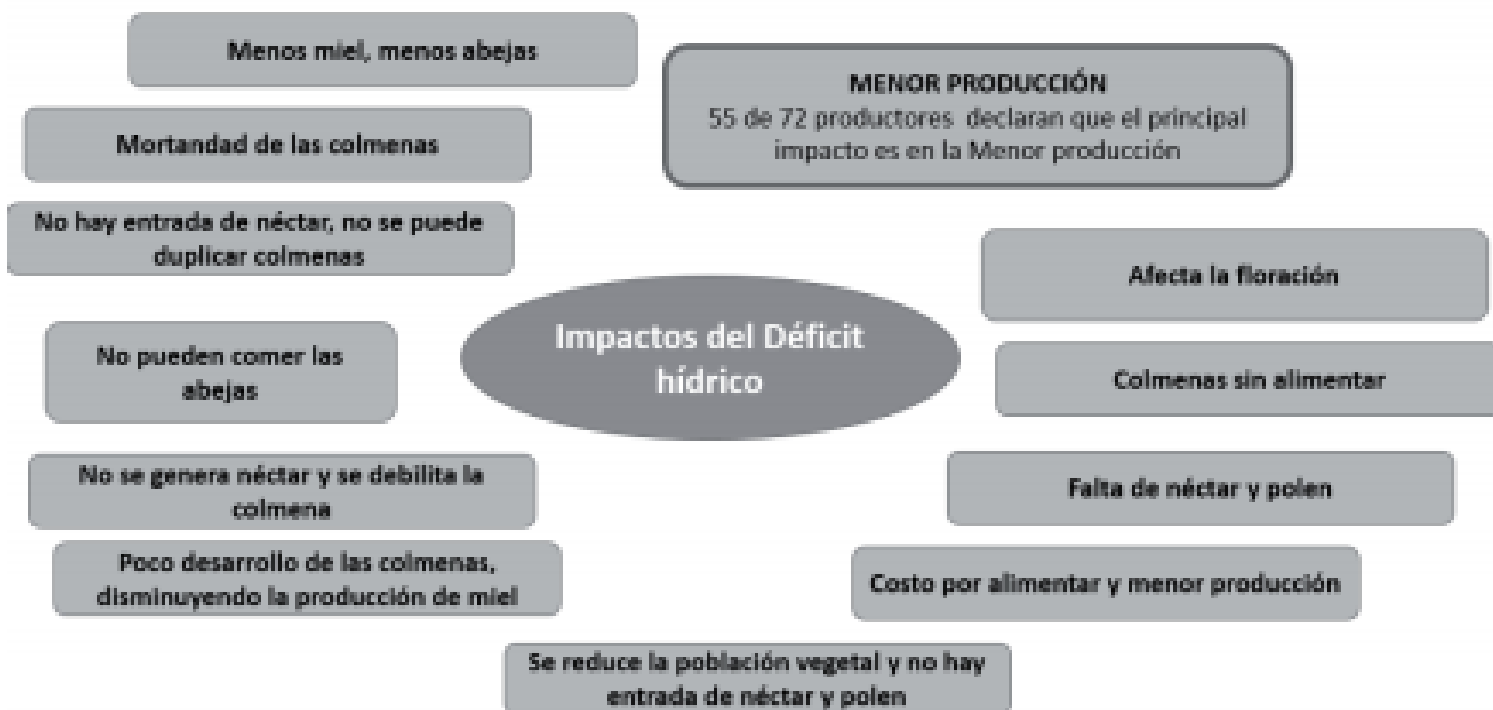 Menos miel, menos abejas
MENOR PRODUCCIÓN
55 de 72 productores declaran que el principal
impacto es en la Menor producción
Mortandad de las colmenas
No hay entrada de néctar, no se puede
duplicar colmenas
Afecta la floración
Impactos del Déficit
hídrico
No pueden comer las
abejas
Colmenas sin alimentar
No se genera néctar y se debilita la
colmena
Falta de néctar y polen
Poco desarrollo de las colmenas,
disminuyendo la producción de miel
Costo por alimentar y menor producción
Se reduce la población vegetal y no hay
entrada de néctar y polen